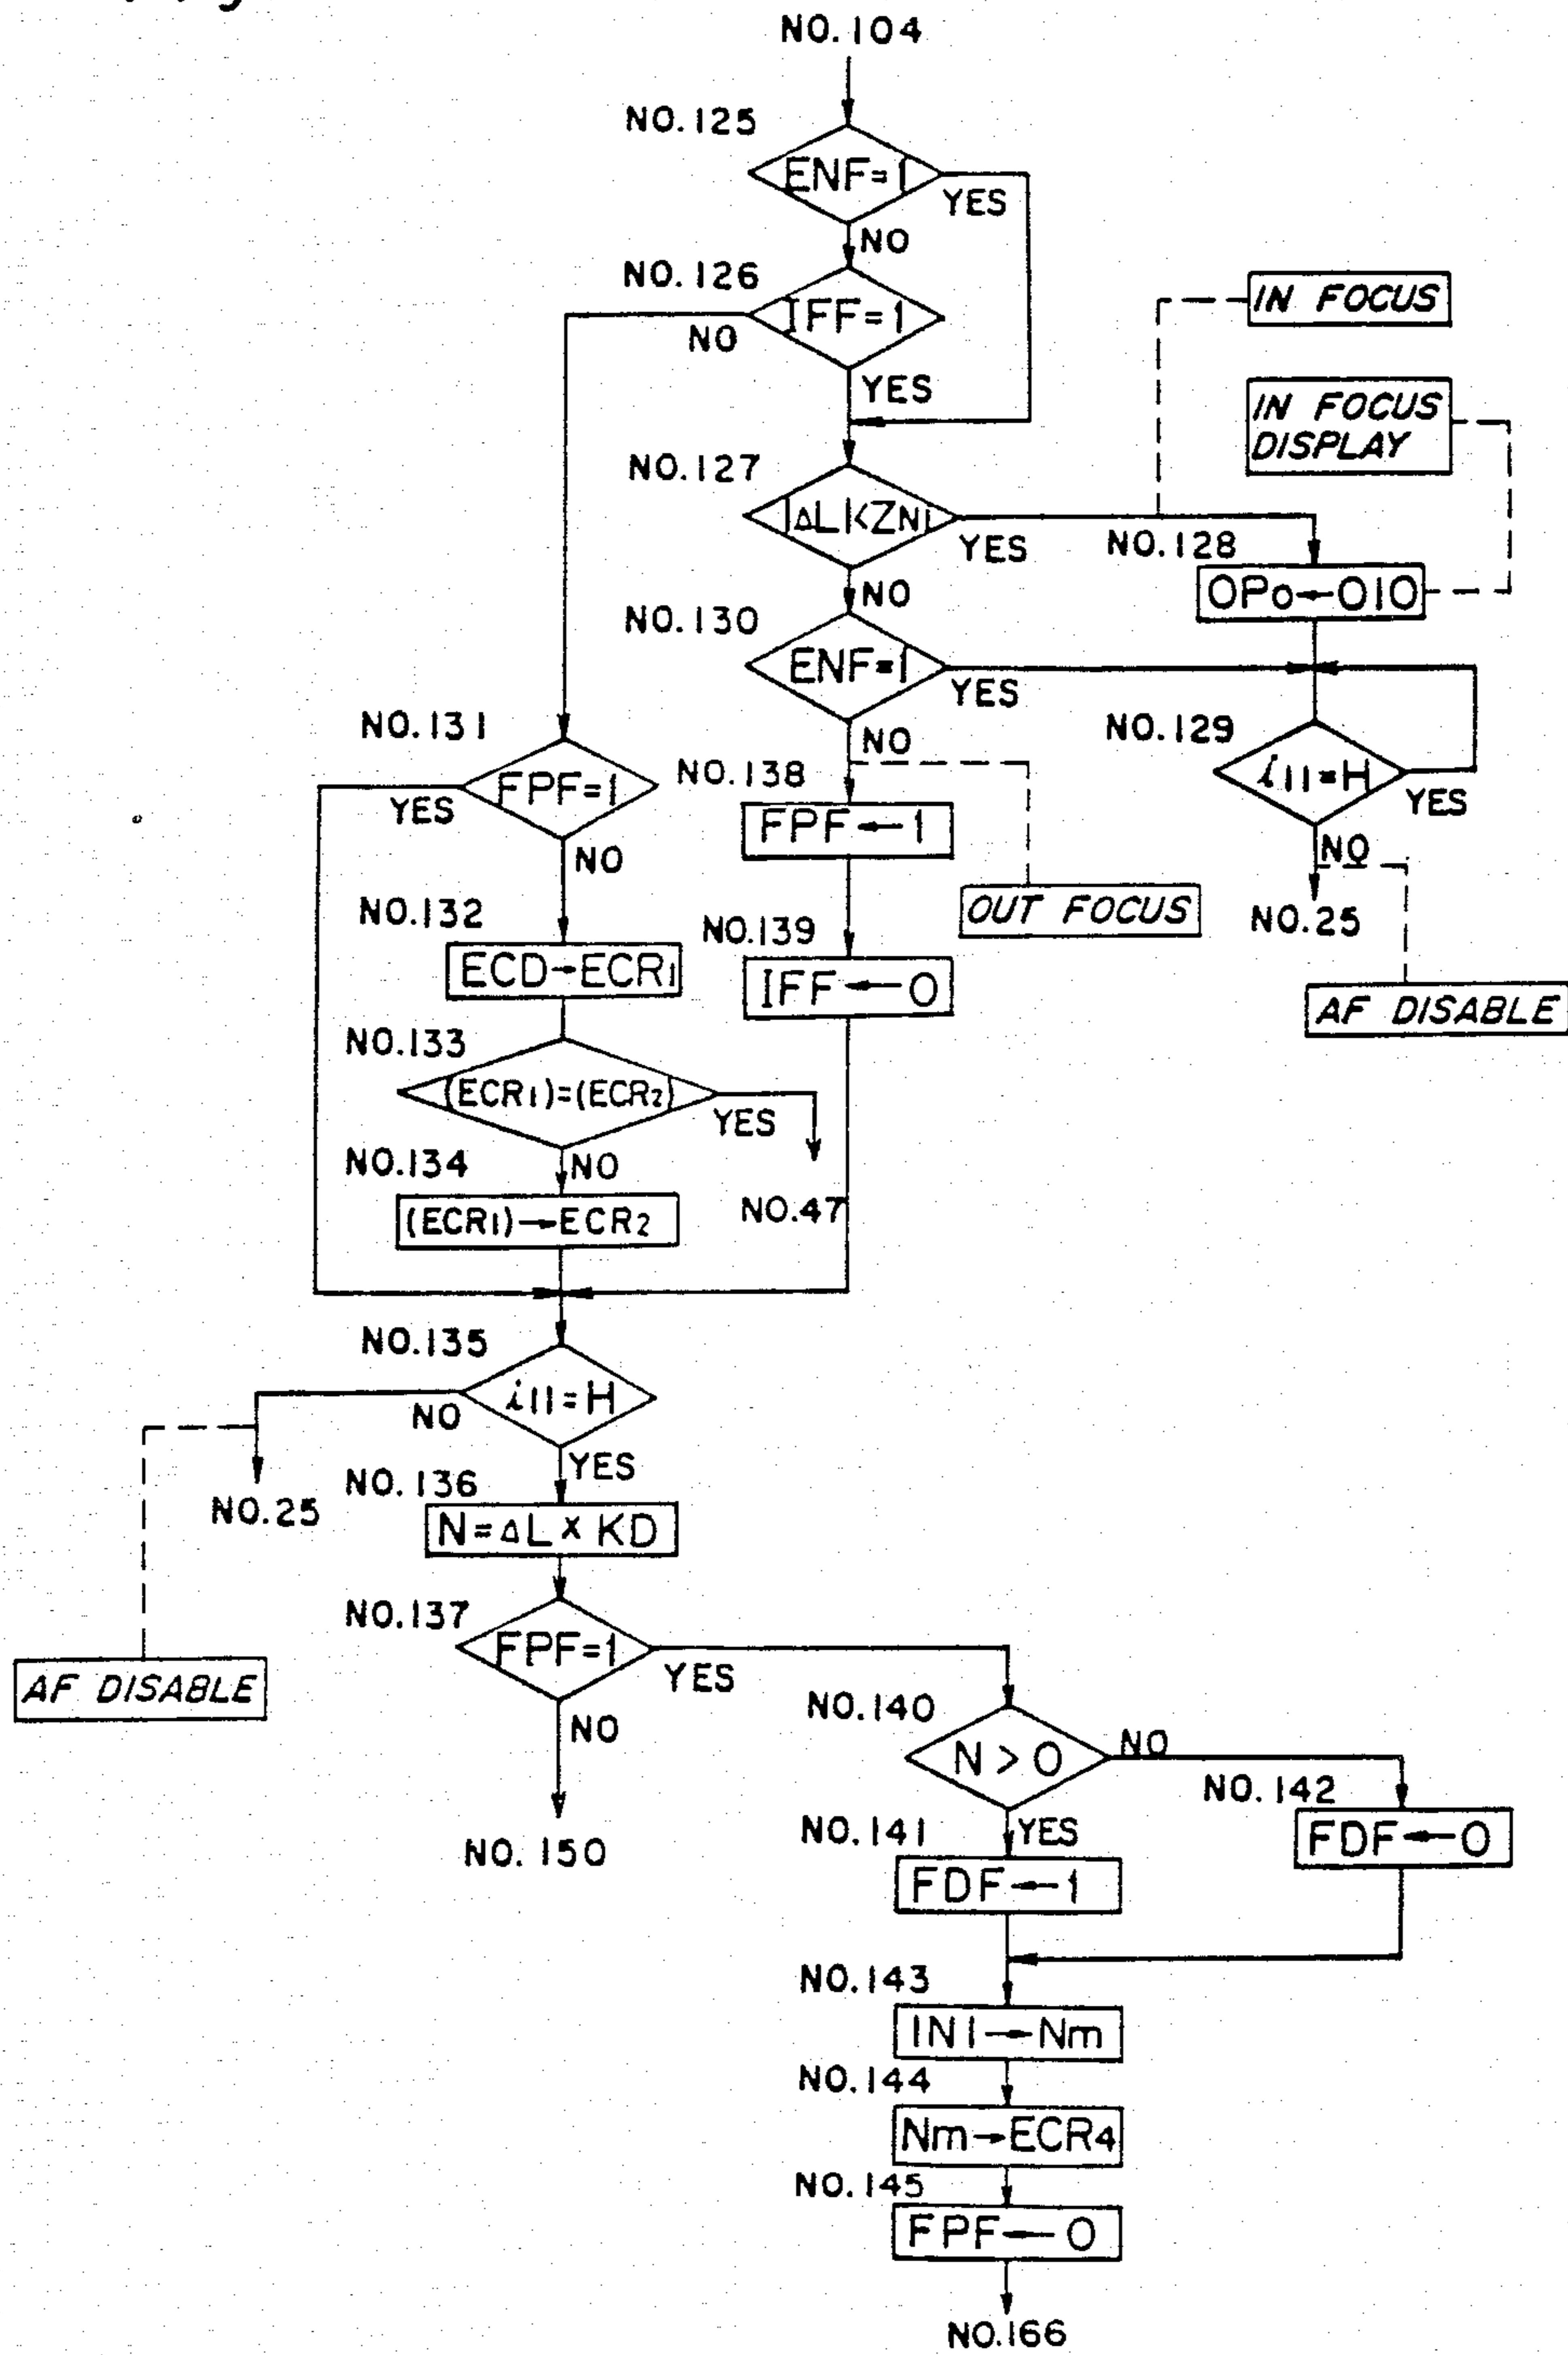 NO.104
NO.125
ENF=1
YES
NO
NO.126
IFF=1
NO
YES
IN FOCUS
IN FOCUS
DISPLAY
NO.127
|ΔL|<ZN1
YES
NO
NO.128
OPo←010
NO.130
ENF=1
YES
NO
NO.129
i11=H
YES
NO
NO.25
AF DISABLE
NO.131
FPF=1
YES
NO
NO.138
FPF←1
OUT FOCUS
NO.132
ECD→ECR1
NO.139
IFF←0
NO.133
(ECR1)=(ECR2)
YES
NO
NO.47
NO.134
(ECR1)→ECR2
NO.135
i11=H
NO
YES
NO.25
AF DISABLE
NO.136
N=ΔL×KD
NO.137
FPF=1
YES
NO
NO.150
NO.140
N>0
NO
YES
NO.142
FDF←0
NO.141
FDF←1
NO.143
IN1→Nm
NO.144
Nm→ECR4
NO.145
FPF←0
NO.166